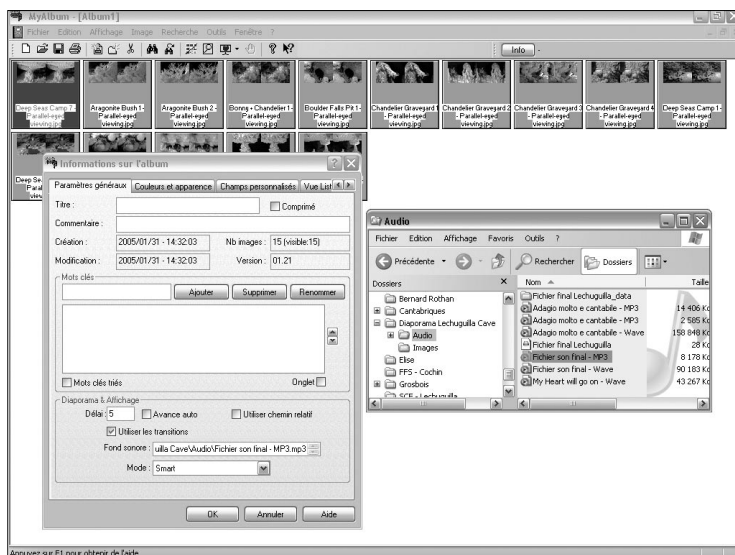 MyAlbum - [Album1]
Fichier Edition Affichage Image Recherche Outils Fenêtre ?
Info -
Deep Seas Camp 7 - Parallel-eyed viewing.jpg
Aragonite Bush 1 - Parallel-eyed viewing.jpg
Aragonite Bush 2 - Parallel-eyed viewing.jpg
Chandelier 1 - Parallel-eyed viewing.jpg
Boulder Falls Pit 1 - Parallel-eyed viewing.jpg
Chandelier Graveyard 1 - Parallel-eyed viewing.jpg
Chandelier Graveyard 2 - Parallel-eyed viewing.jpg
Chandelier Graveyard 3 - Parallel-eyed viewing.jpg
Chandelier Graveyard 4 - Parallel-eyed viewing.jpg
Deep Seas Camp 1 - Parallel-eyed viewing.jpg
Informations sur l'album
Paramètres généraux Couleurs et apparence Champs personnalisés Vue List
Titre : Comprimé
Commentaire :
Création : 2005/01/31 - 14:32:03 Nb images : 15 (visible:15)
Modification : 2005/01/31 - 14:32:03 Version : 01.21
Mots clés
Ajouter Supprimer Renommer
Mots clés triés Onglet
Diaporama & Affichage
Délai : 5 Avance auto Utiliser chemin relatif
Utiliser les transitions
Fond sonore : uilla Cave\Audio\Fichier son final - MP3.mp3
Mode : Smart
OK Annuler Aide
Audio
Fichier Edition Affichage Favoris Outils ?
Précédente Rechercher Dossiers
Dossiers Nom Taille
Bernard Rothan
Cantabriques
Diaporama Lechuguilla Cave
Audio
Images
Elise
FFS - Cochin
Grosbois
SCF - Lechuguilla
Fichier final Lechuguilla_data
Adagio molto e cantabile - MP3 14 406 Kc
Adagio molto e cantabile - MP3 2 585 Kc
Adagio molto e cantabile - Wave 158 848 Kc
Fichier final Lechuguilla 28 Kc
Fichier son final - MP3 8 178 Kc
Fichier son final - Wave 90 183 Kc
My Heart will go on - Wave 43 267 Kc
Appuyez sur F1 pour obtenir de l'aide